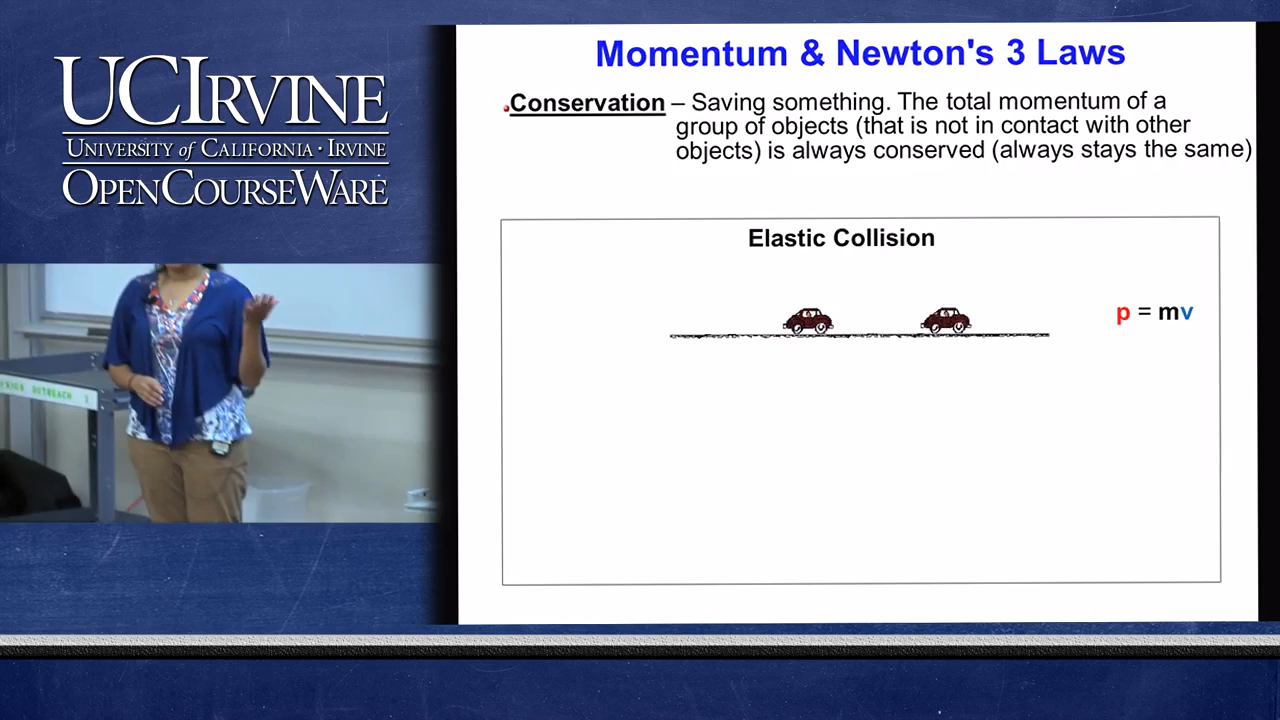 UCIRVINE
UNIVERSITY of CALIFORNIA · IRVINE
OPENCOURSEWARE
OUTREACH 1
Momentum & Newton's 3 Laws
Conservation – Saving something. The total momentum of a
group of objects (that is not in contact with other
objects) is always conserved (always stays the same)
Elastic Collision
p = mv